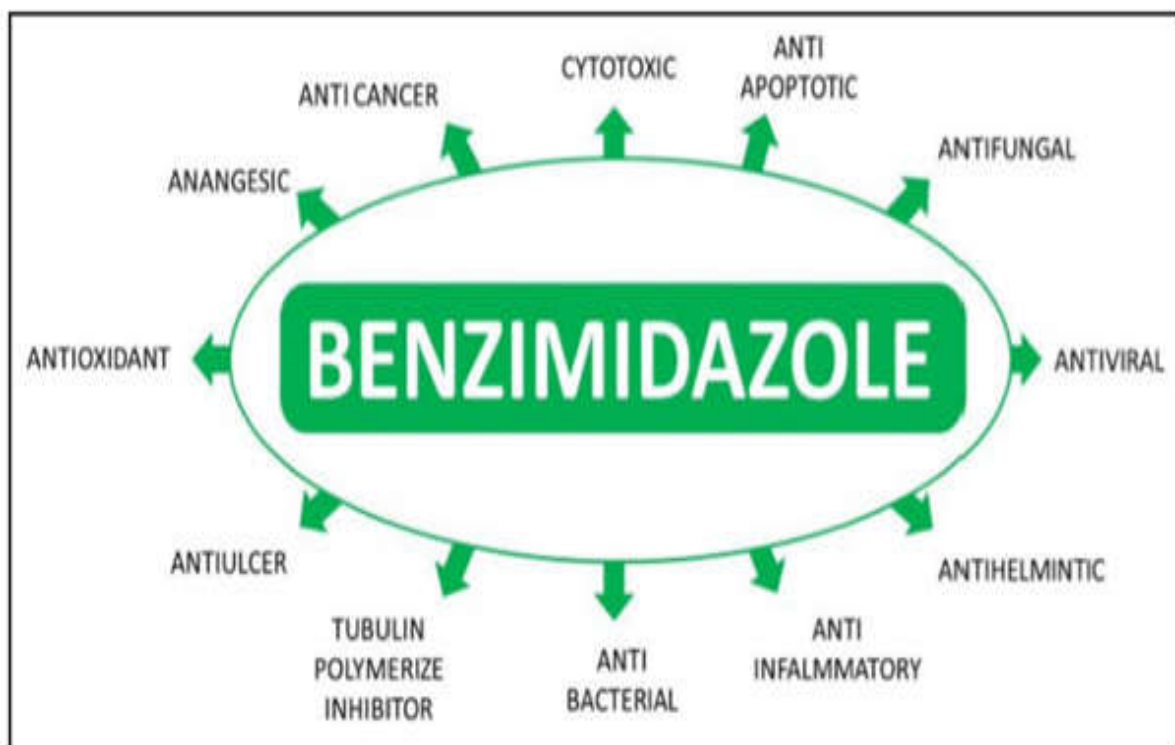 CYTOTOXIC
ANTI
APOPTOTIC
ANTI CANCER
ANTIFUNGAL
ANANGESIC
BENZIMIDAZOLE
ANTIOXIDANT
ANTIVIRAL
ANTIULCER
ANTIHELMINTIC
TUBULIN
POLYMERIZE
INHIBITOR
ANTI
BACTERIAL
ANTI
INFALMMATORY